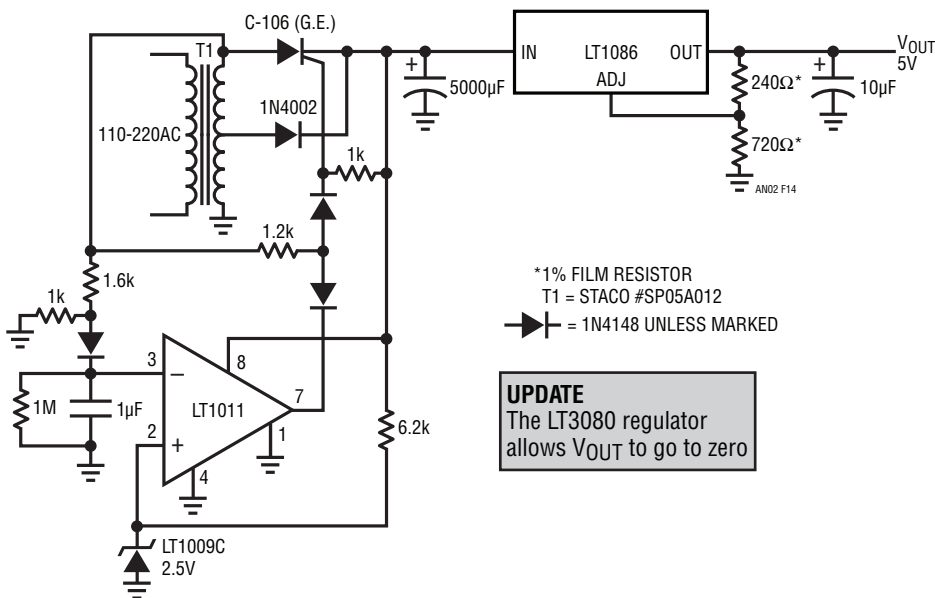 C-106 (G.E.)
T1
1N4002
110-220AC
+
5000µF
IN
LT1086
OUT
ADJ
VOUT
5V
240Ω*
+
10µF
720Ω*
AN02 F14
1k
1.2k
1.6k
1k
3
–
8
7
LT1011
1M
1µF
2
+
1
4
6.2k
LT1009C
2.5V
*1% FILM RESISTOR
T1 = STACO #SP05A012
= 1N4148 UNLESS MARKED
UPDATE
The LT3080 regulator
allows VOUT to go to zero